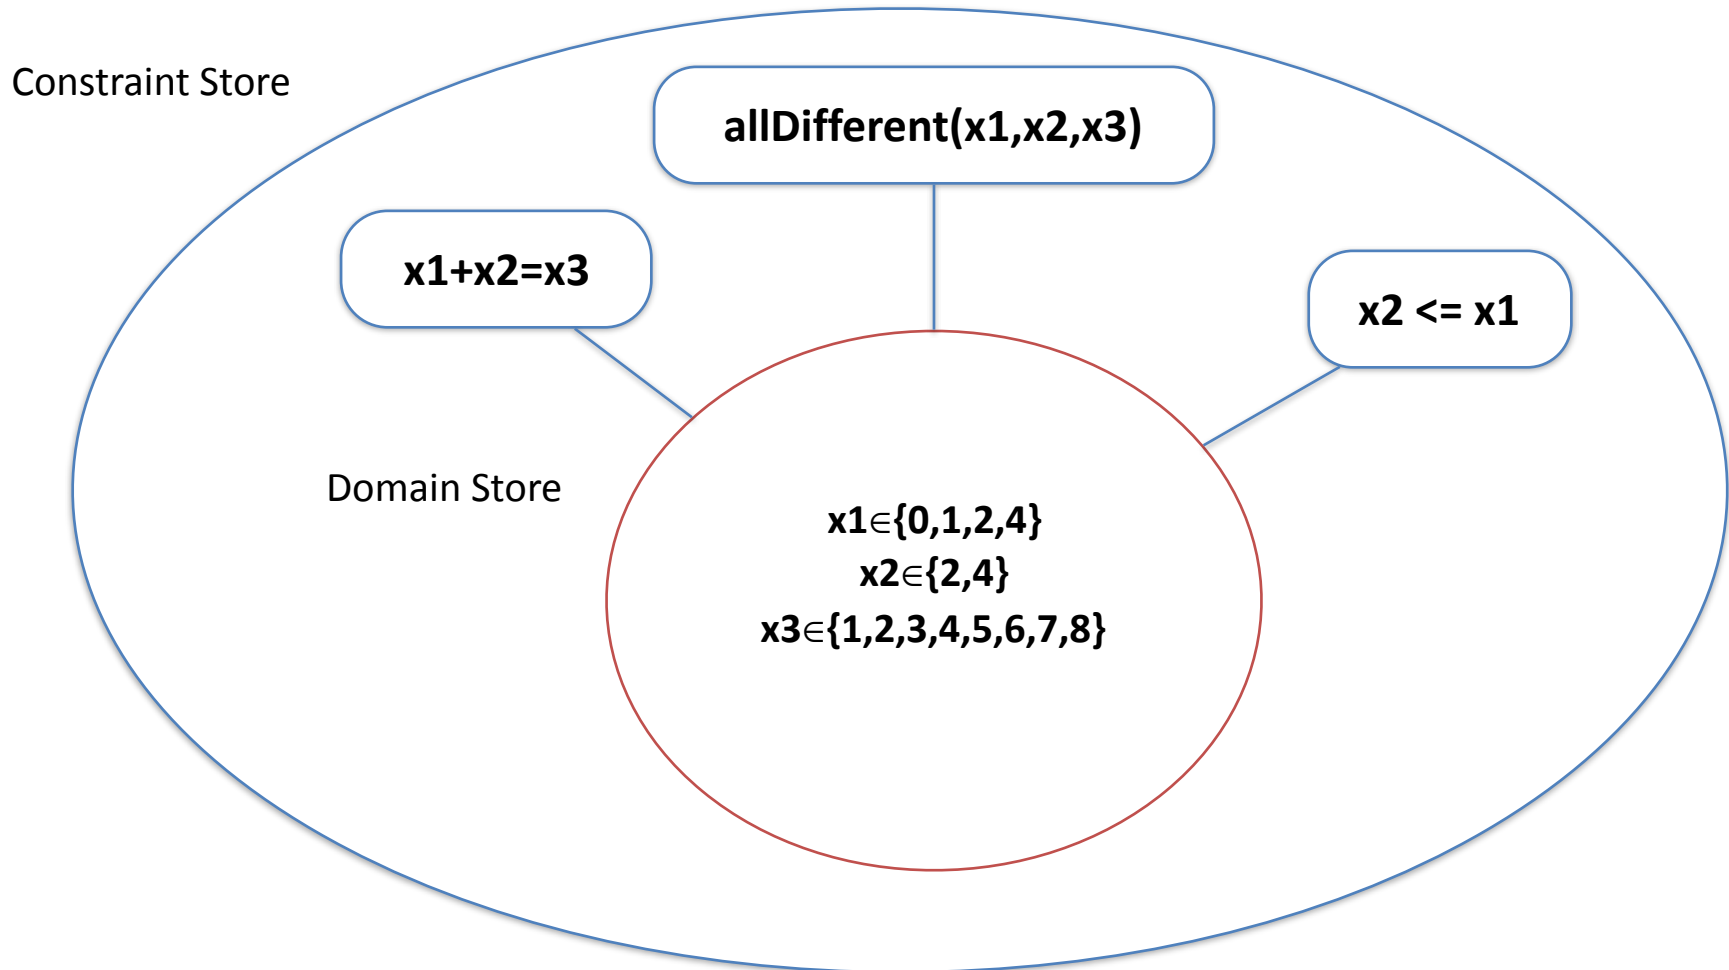 Constraint Store
allDifferent(x1,x2,x3)
x1+x2=x3
x2 <= x1
Domain Store
x1∈{0,1,2,4}
x2∈{2,4}
x3∈{1,2,3,4,5,6,7,8}